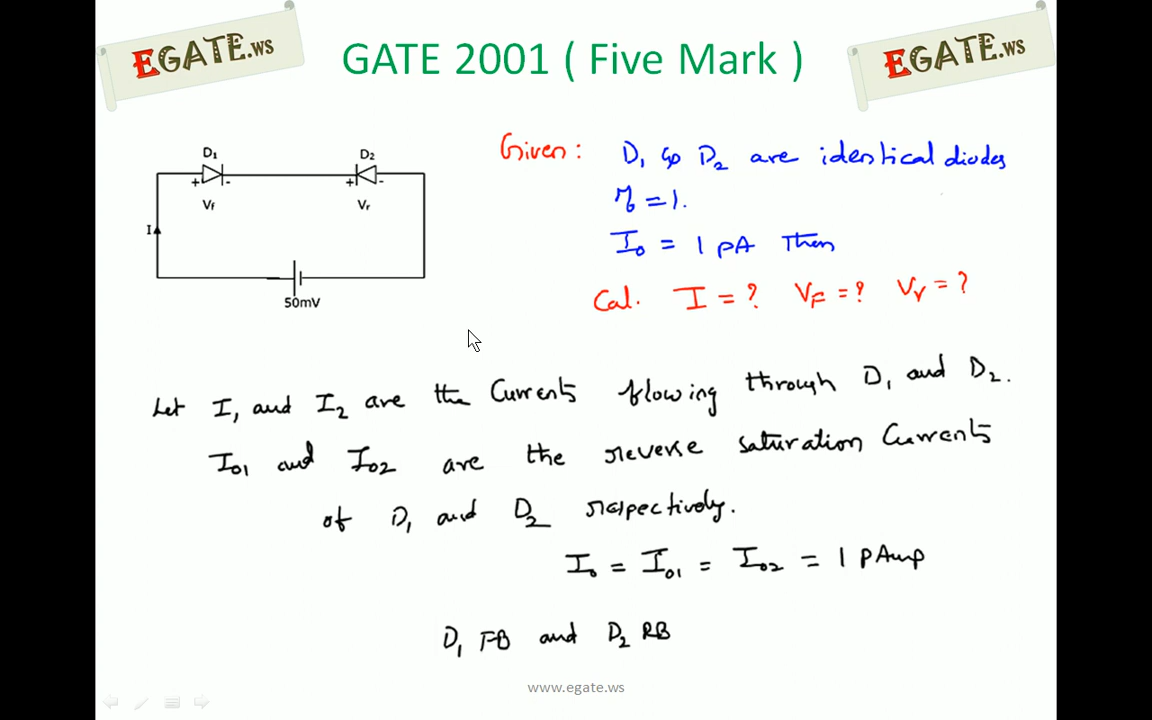 EGATE.ws
GATE 2001 ( Five Mark )
EGATE.ws
D1
D2
+ -
+ -
Vf
Vr
I
50mV
Given: D1 & D2 are identical diodes
η = 1.
I0 = 1 pA Then
Cal. I = ? VF = ? Vr = ?
Let I1 and I2 are the Currents flowing through D1 and D2.
I01 and I02 are the reverse saturation Currents
of D1 and D2 respectively.
I0 = I01 = I02 = 1 pAmp
D1 FB and D2 RB
www.egate.ws